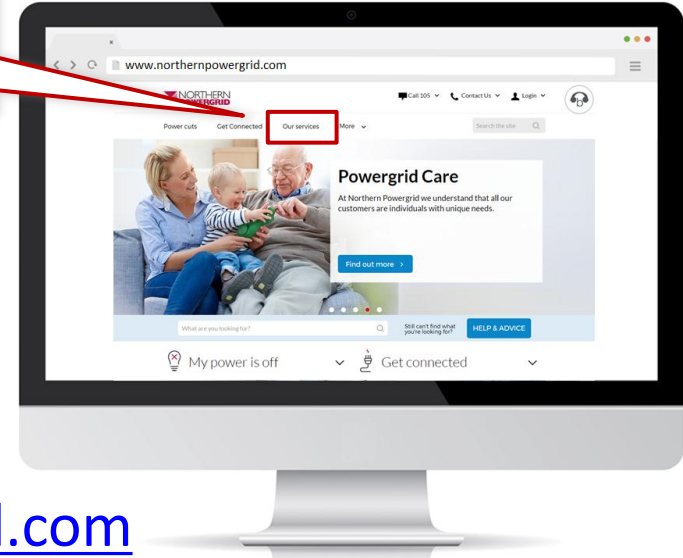 www.northernpowergrid.com
NORTHERN
POWERGRID
Call 105
Contact Us
Login
Power cuts
Get Connected
Our services
More
Search the site
Powergrid Care
At Northern Powergrid we understand that all our
customers are individuals with unique needs.
Find out more
What are you looking for?
Still can't find what
you're looking for?
HELP & ADVICE
My power is off
Get connected
.com